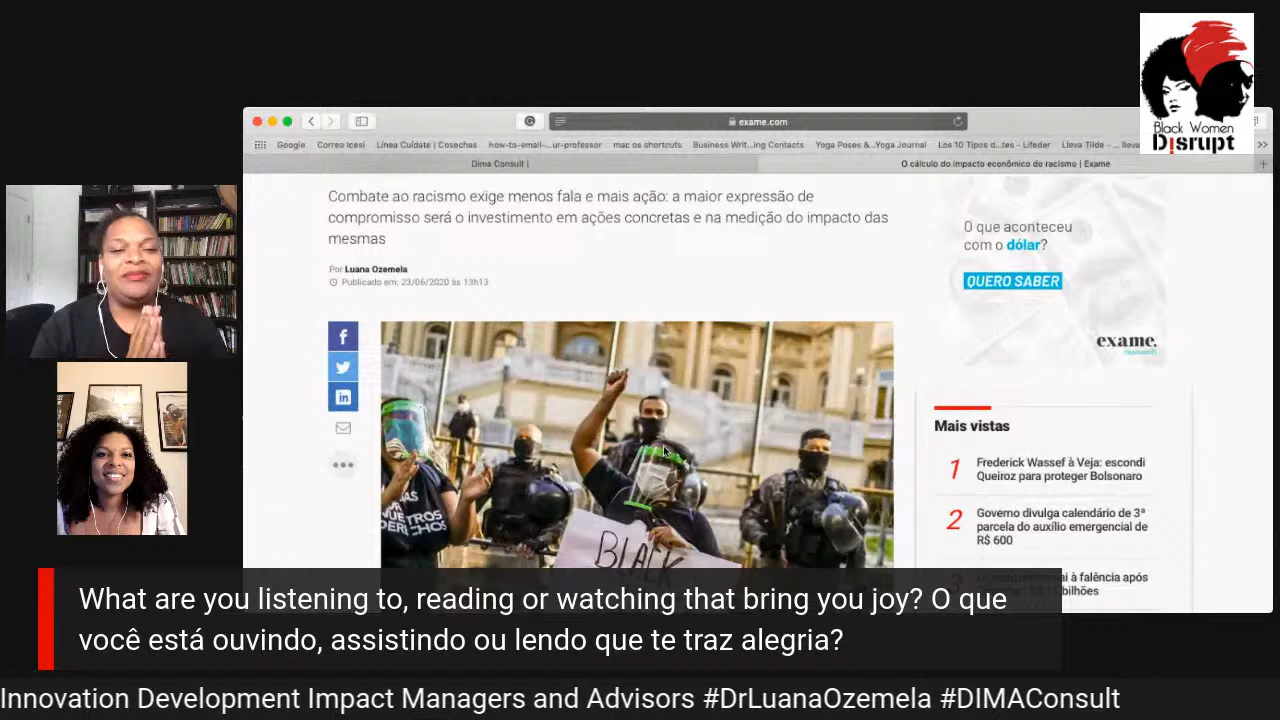 Black Women
D!srupt
exame.com
Google
Correo Icesi
Línea Cuídate | Cosechas
how-to-email-...ur-professor
mac os shortcuts
Business Writ...ing Contacts
Yoga Poses &...Yoga Journal
Los 10 Tipos d...tes - Lifeder
Lleva Tilde - ...
Dima Consult |
O cálculo do impacto econômico do racismo | Exame
Combate ao racismo exige menos fala e mais ação: a maior expressão de
compromisso será o investimento em ações concretas e na medição do impacto das
mesmas
Por Luana Ozemela
Publicado em: 23/06/2020 às 13h13
O que aconteceu
com o dólar?
QUERO SABER
exame.
Mais vistas
1 Frederick Wassef à Veja: escondi
Queiroz para proteger Bolsonaro
2 Governo divulga calendário de 3ª
parcela do auxílio emergencial de
R$ 600
à falência após
bilhões
BLACK
What are you listening to, reading or watching that bring you joy? O que
você está ouvindo, assistindo ou lendo que te traz alegria?
Innovation Development Impact Managers and Advisors #DrLuanaOzemela #DIMAConsult